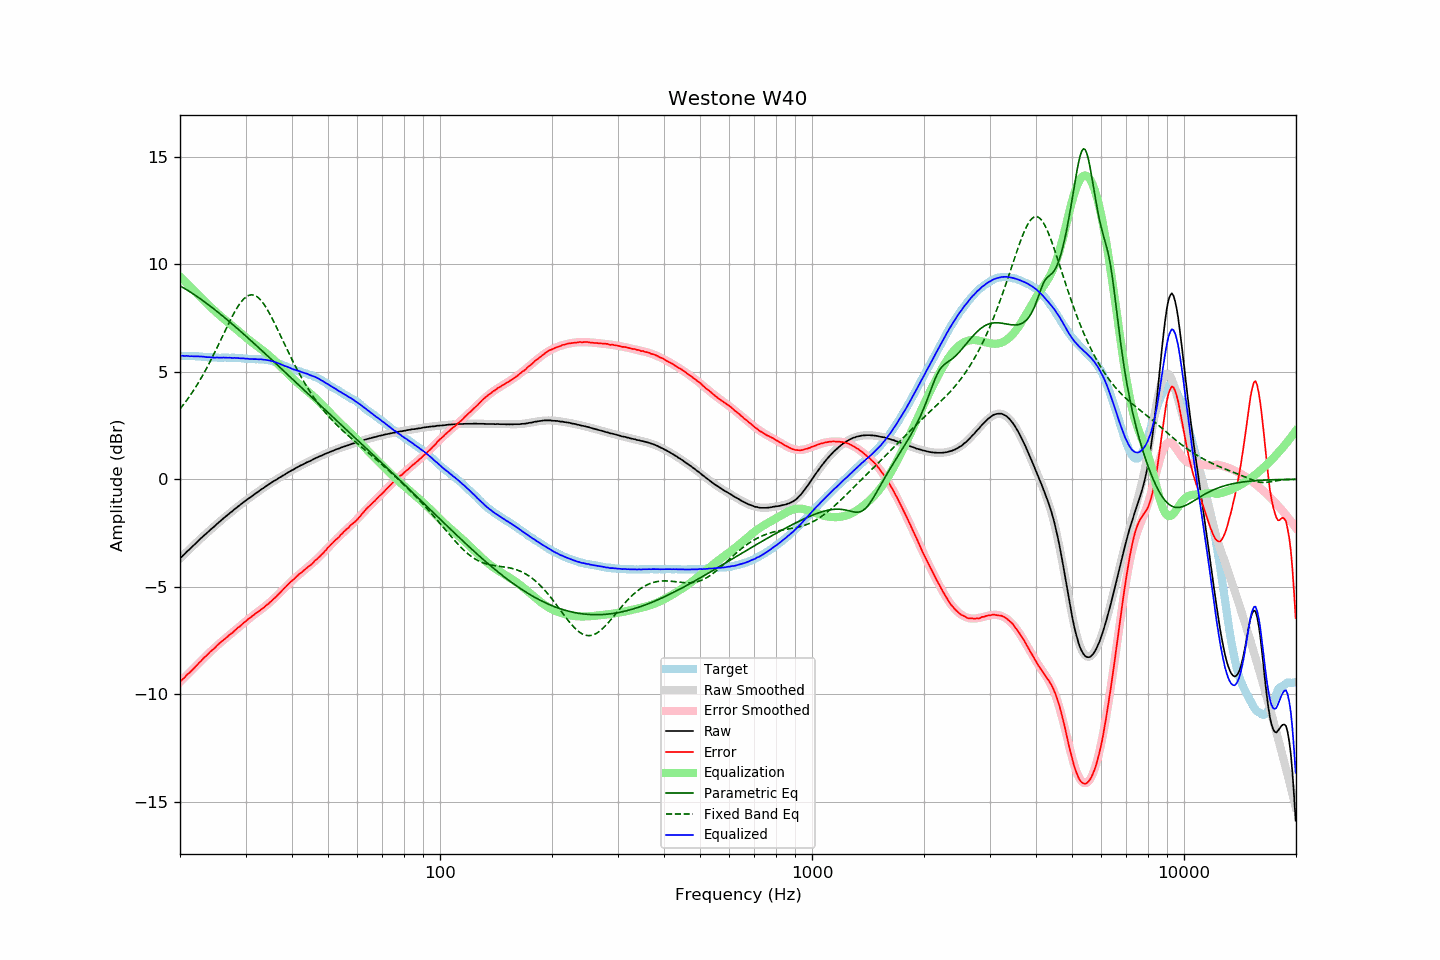 Westone W40
Amplitude (dBr)
15
10
5
0
−5
−10
−15
100
1000
10000
Frequency (Hz)
Target
Raw Smoothed
Error Smoothed
Raw
Error
Equalization
Parametric Eq
Fixed Band Eq
Equalized